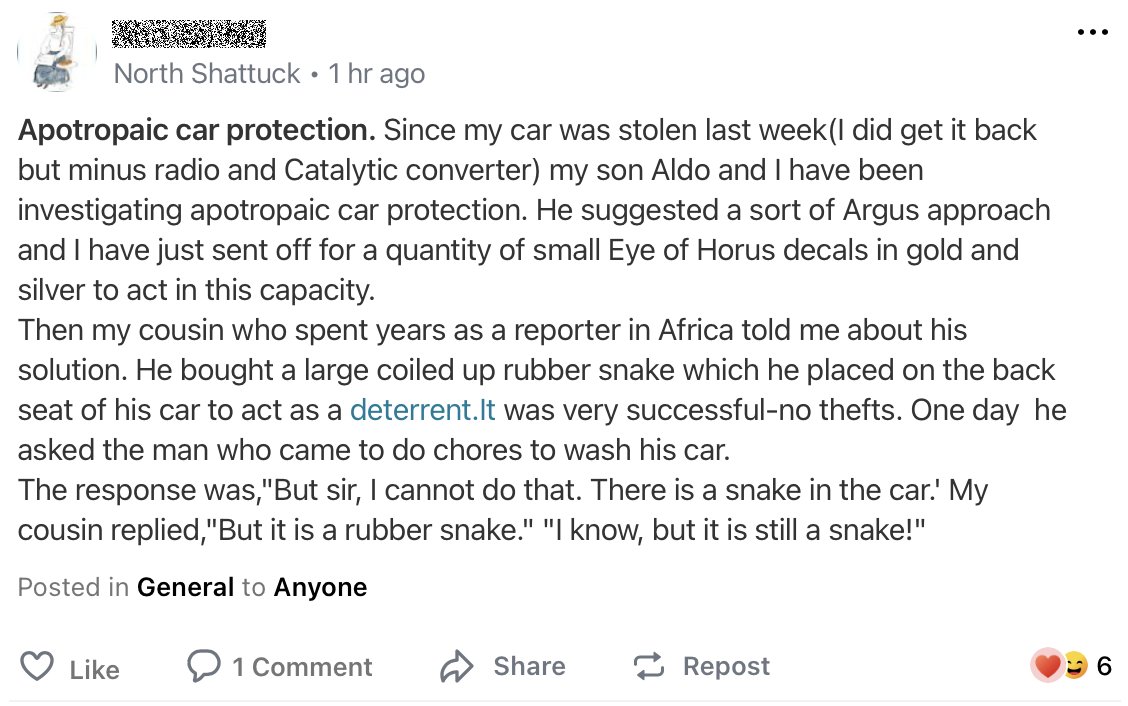 North Shattuck • 1 hr ago
Apotropaic car protection. Since my car was stolen last week(I did get it back
but minus radio and Catalytic converter) my son Aldo and I have been
investigating apotropaic car protection. He suggested a sort of Argus approach
and I have just sent off for a quantity of small Eye of Horus decals in gold and
silver to act in this capacity.
Then my cousin who spent years as a reporter in Africa told me about his
solution. He bought a large coiled up rubber snake which he placed on the back
seat of his car to act as a deterrent.It was very successful-no thefts. One day  he
asked the man who came to do chores to wash his car.
The response was,"But sir, I cannot do that. There is a snake in the car.' My
cousin replied,"But it is a rubber snake." "I know, but it is still a snake!"
Posted in General to Anyone
Like 1 Comment Share Repost 6